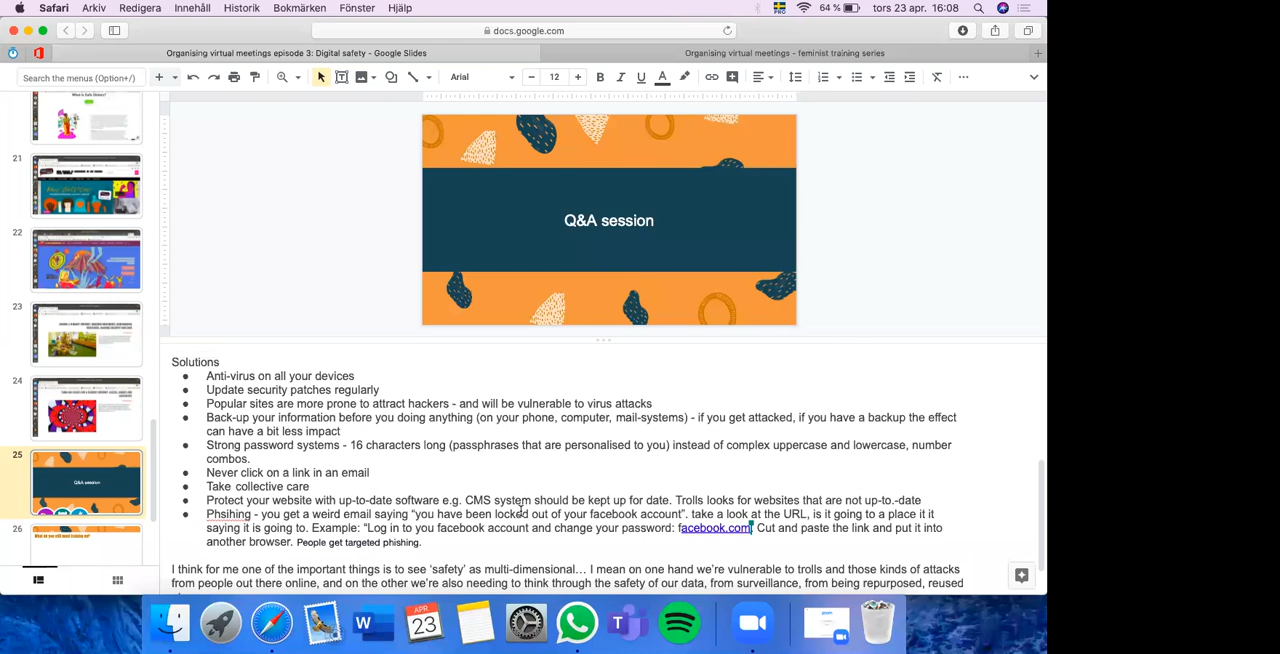 Safari Arkiv Redigera Innehåll Historik Bokmärken Fönster Hjälp 64 % tors 23 apr. 16:08
docs.google.com
Organising virtual meetings episode 3: Digital safety - Google Slides Organising virtual meetings - feminist training series
Search the menus (Option+/) Arial 12 B I U A
21
22
23
24
25
26
Q&A session
Q&A session
What do you still need training on?
Solutions
● Anti-virus on all your devices
● Update security patches regularly
● Popular sites are more prone to attract hackers - and will be vulnerable to virus attacks
● Back-up your information before you doing anything (on your phone, computer, mail-systems) - if you get attacked, if you have a backup the effect
can have a bit less impact
● Strong password systems - 16 characters long (passphrases that are personalised to you) instead of complex uppercase and lowercase, number
combos.
● Never click on a link in an email
● Take collective care
● Protect your website with up-to-date software e.g. CMS system should be kept up for date. Trolls looks for websites that are not up-to.-date
● Phsihing - you get a weird email saying “you have been locked out of your facebook account”. take a look at the URL, is it going to a place it it
saying it is going to. Example: “Log in to you facebook account and change your password: facebook.com Cut and paste the link and put it into
another browser. People get targeted phishing.
I think for me one of the important things is to see ‘safety’ as multi-dimensional... I mean on one hand we’re vulnerable to trolls and those kinds of attacks
from people out there online, and on the other we’re also needing to think through the safety of our data, from surveillance, from being repurposed, reused
APR
23
W
T
zoom